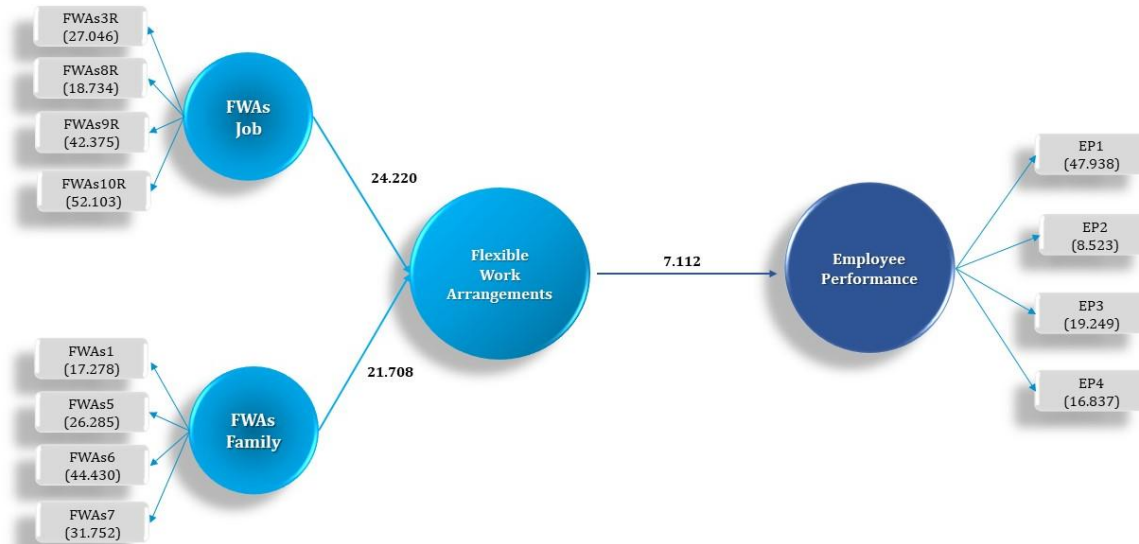 FWAs3R
(27.046)
FWAs8R
(18.734)
FWAs9R
(42.375)
FWAs10R
(52.103)
FWAs
Job
24.220
Flexible
Work
Arrangements
7.112
Employee
Performance
EP1
(47.938)
EP2
(8.523)
EP3
(19.249)
EP4
(16.837)
21.708
FWAs1
(17.278)
FWAs5
(26.285)
FWAs6
(44.430)
FWAs7
(31.752)
FWAs
Family